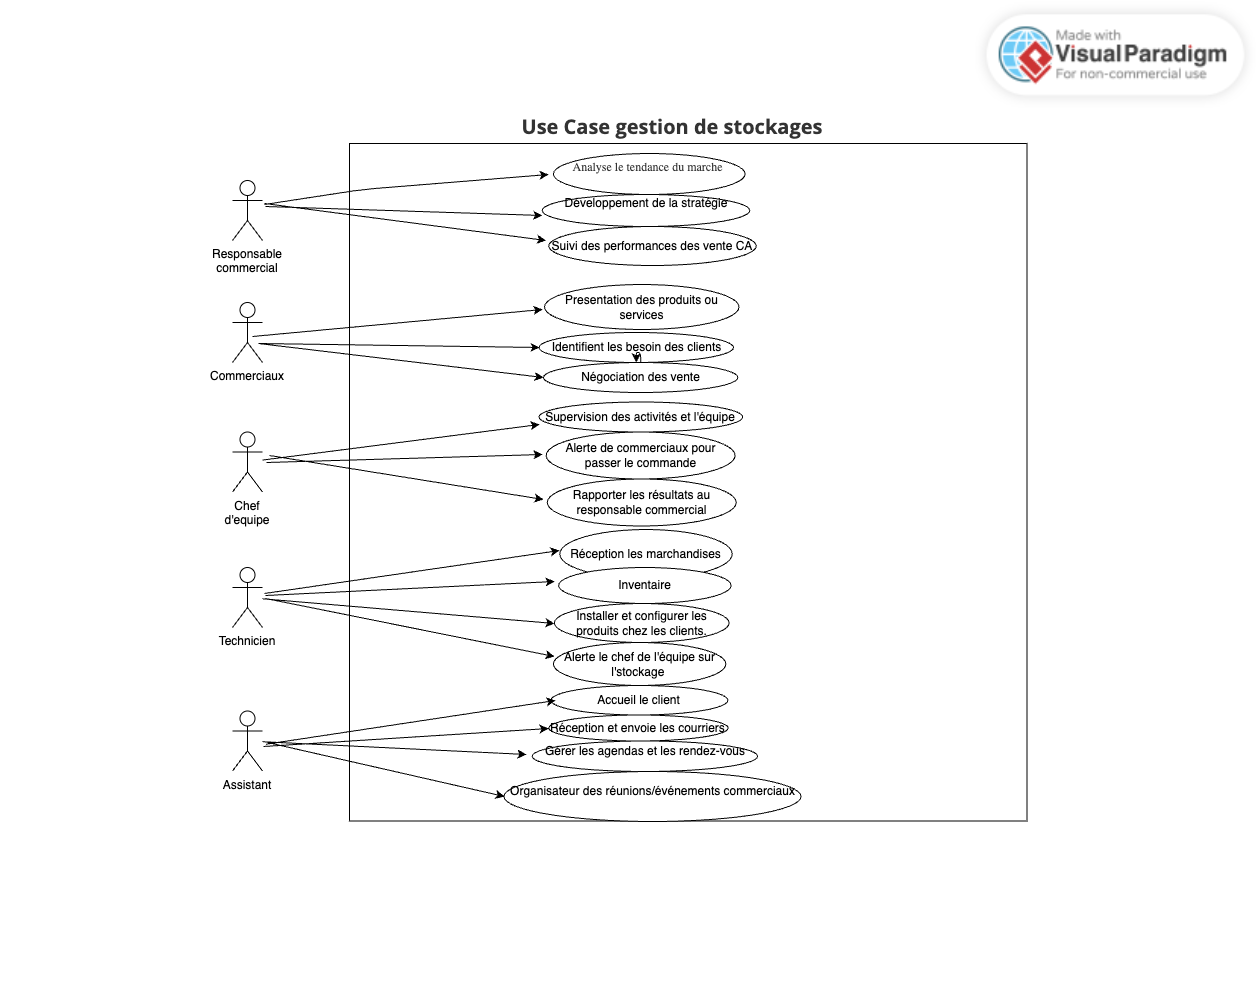 Made with
Visual Paradigm
For non-commercial use
Use Case gestion de stockages
Analyse le tendance du marche
Développement de la stratégie
Suivi des performances des vente CA
Responsable
commercial
Presentation des produits ou
services
Identifient les besoin des clients
Négociation des vente
Commerciaux
Supervision des activités et l'équipe
Alerte de commerciaux pour
passer le commande
Rapporter les résultats au
responsable commercial
Chef
d'equipe
Réception les marchandises
Inventaire
Installer et configurer les
produits chez les clients.
Alerte le chef de l'équipe sur
l'stockage
Technicien
Accueil le client
Réception et envoie les courriers
Gérer les agendas et les rendez-vous
Organisateur des réunions/événements commerciaux
Assistant